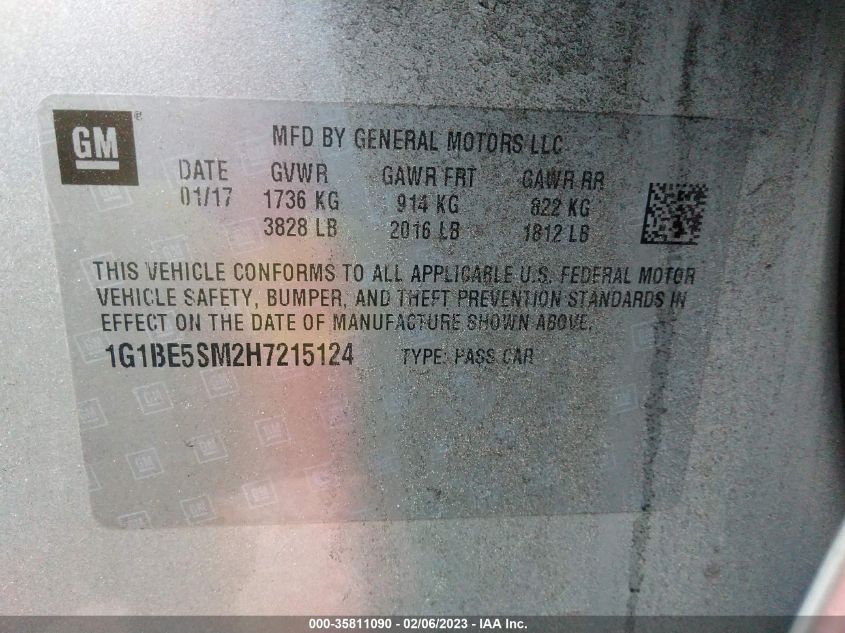 GM ®
MFD BY GENERAL MOTORS LLC
DATE GVWR GAWR FRT GAWR RR
01/17 1736 KG 914 KG 822 KG
3828 LB 2016 LB 1812 LB
THIS VEHICLE CONFORMS TO ALL APPLICABLE U.S. FEDERAL MOTOR
VEHICLE SAFETY, BUMPER, AND THEFT PREVENTION STANDARDS IN
EFFECT ON THE DATE OF MANUFACTURE SHOWN ABOVE.
1G1BE5SM2H7215124 TYPE: PASS CAR
000-35811090 - 02/06/2023 - IAA Inc.